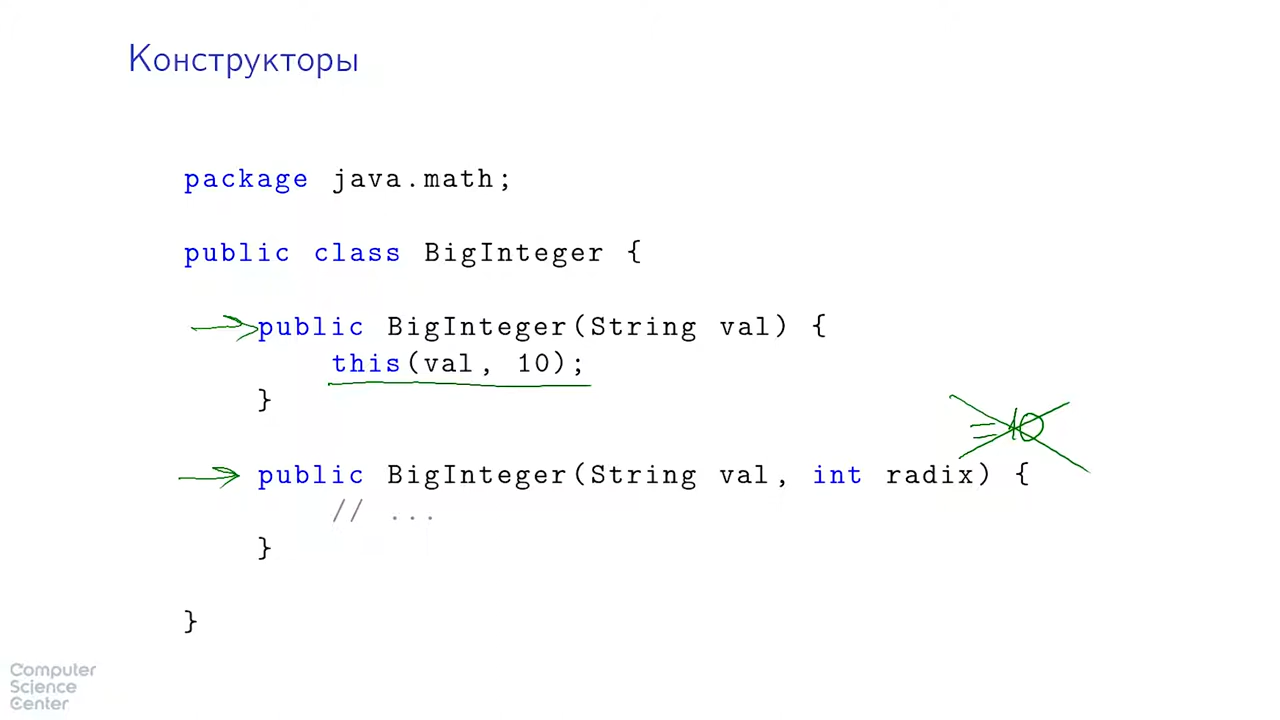 Конструкторы
package java.math;
public class BigInteger {
public BigInteger(String val) {
this(val, 10);
}
=10
public BigInteger(String val, int radix) {
// ...
}
}
Computer
Science
Center